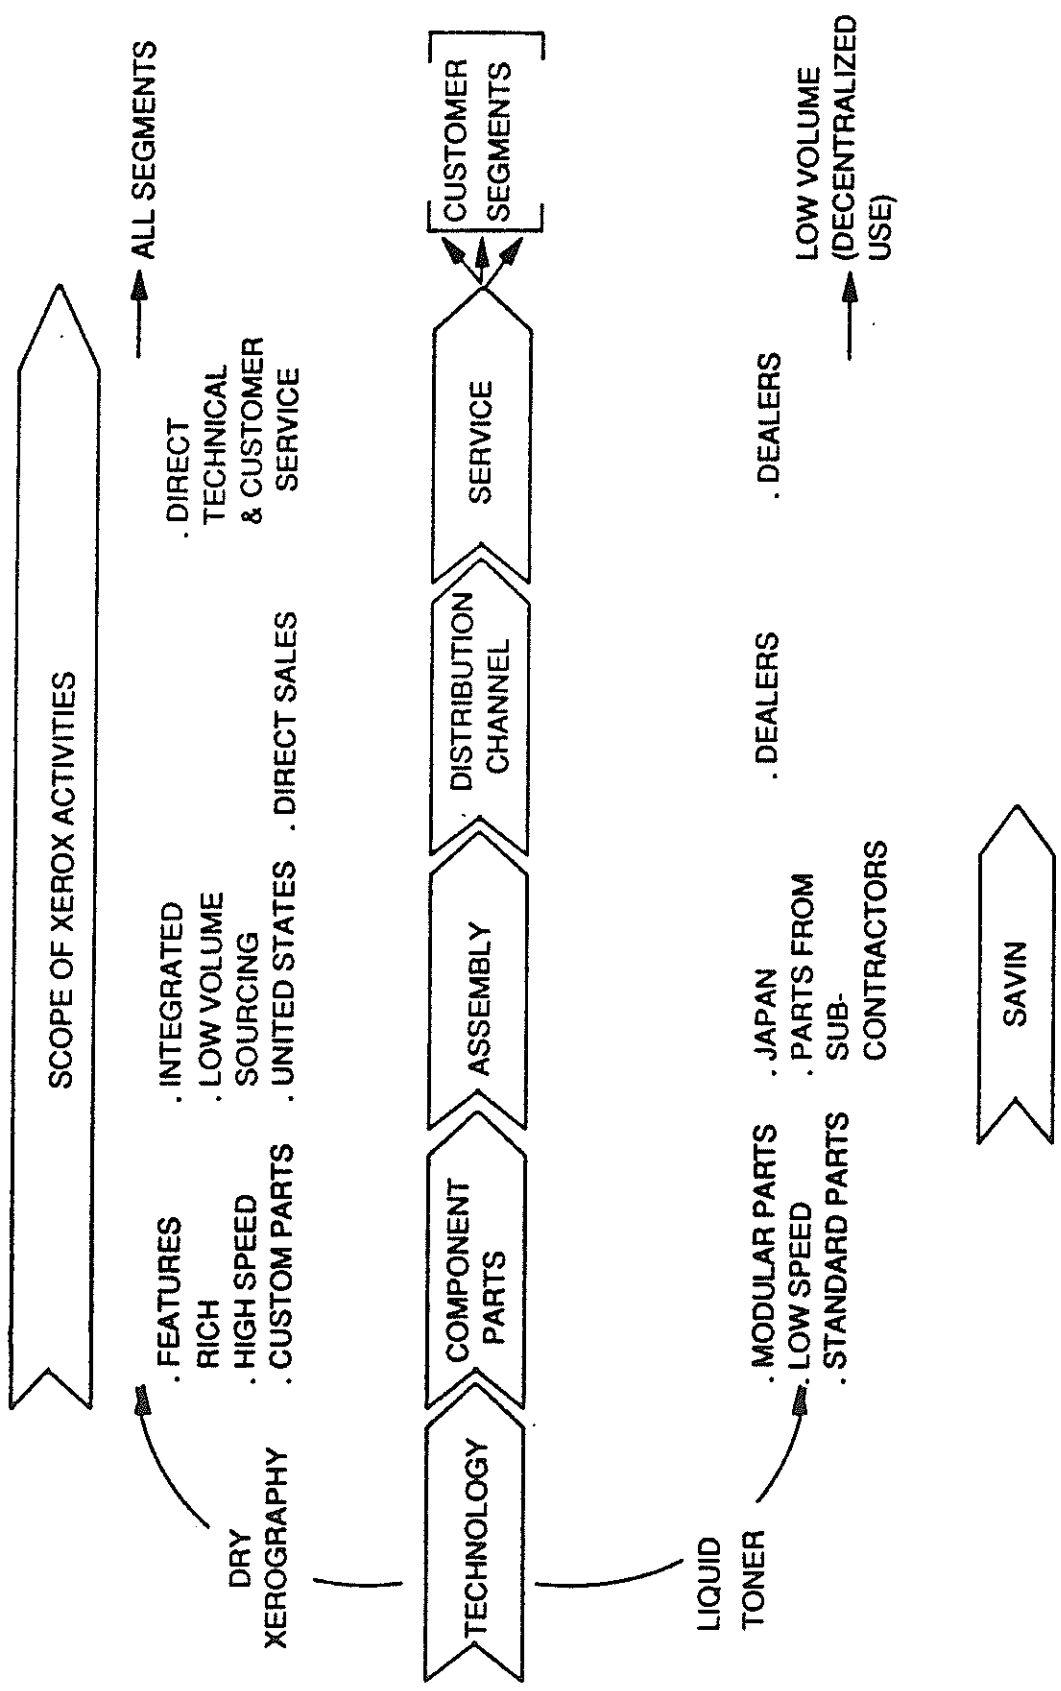 SCOPE OF XEROX ACTIVITIES
DRY
XEROGRAPHY
. FEATURES
RICH
. HIGH SPEED
. CUSTOM PARTS
. INTEGRATED
. LOW VOLUME
SOURCING
. UNITED STATES
. DIRECT SALES
. DIRECT
TECHNICAL
& CUSTOMER
SERVICE
ALL SEGMENTS
TECHNOLOGY
COMPONENT
PARTS
ASSEMBLY
DISTRIBUTION
CHANNEL
SERVICE
CUSTOMER
SEGMENTS
LIQUID
TONER
. MODULAR PARTS
. LOW SPEED
. STANDARD PARTS
. JAPAN
. PARTS FROM
SUB-
CONTRACTORS
. DEALERS
. DEALERS
LOW VOLUME
(DECENTRALIZED
USE)
SAVIN